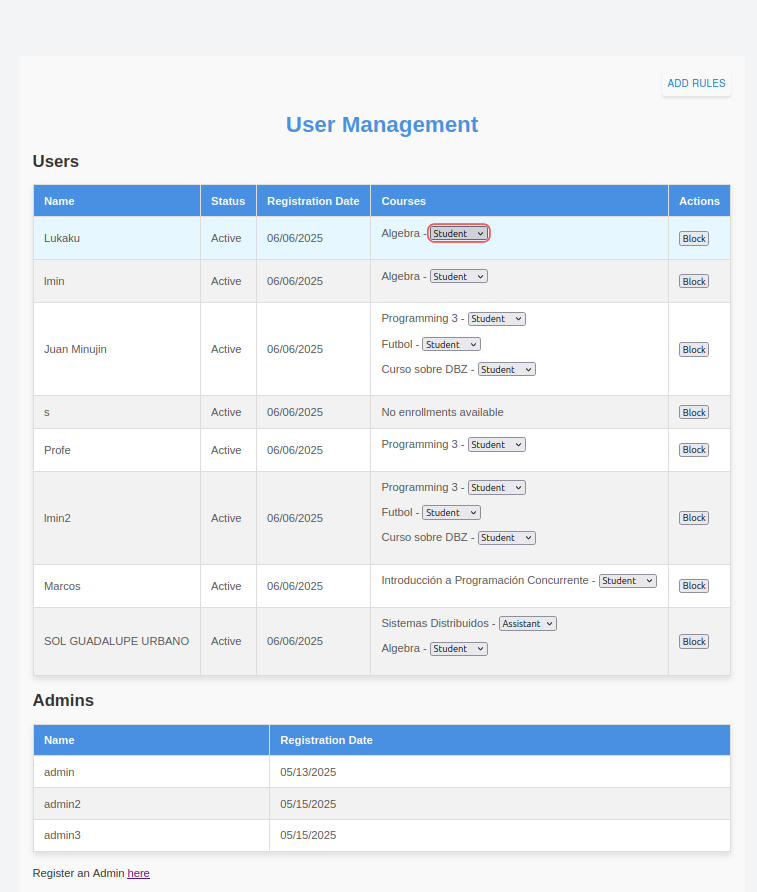 ADD RULES
User Management
Users
Name Status Registration Date Courses Actions
Lukaku Active 06/06/2025 Algebra - Student Block
lmin Active 06/06/2025 Algebra - Student Block
Programming 3 - Student
Juan Minujin Active 06/06/2025 Futbol - Student Block
Curso sobre DBZ - Student
s Active 06/06/2025 No enrollments available Block
Profe Active 06/06/2025 Programming 3 - Student Block
Programming 3 - Student
lmin2 Active 06/06/2025 Futbol - Student Block
Curso sobre DBZ - Student
Marcos Active 06/06/2025 Introducción a Programación Concurrente - Student Block
Sistemas Distribuidos - Assistant
SOL GUADALUPE URBANO Active 06/06/2025 Block
Algebra - Student
Admins
Name Registration Date
admin 05/13/2025
admin2 05/15/2025
admin3 05/15/2025
Register an Admin here